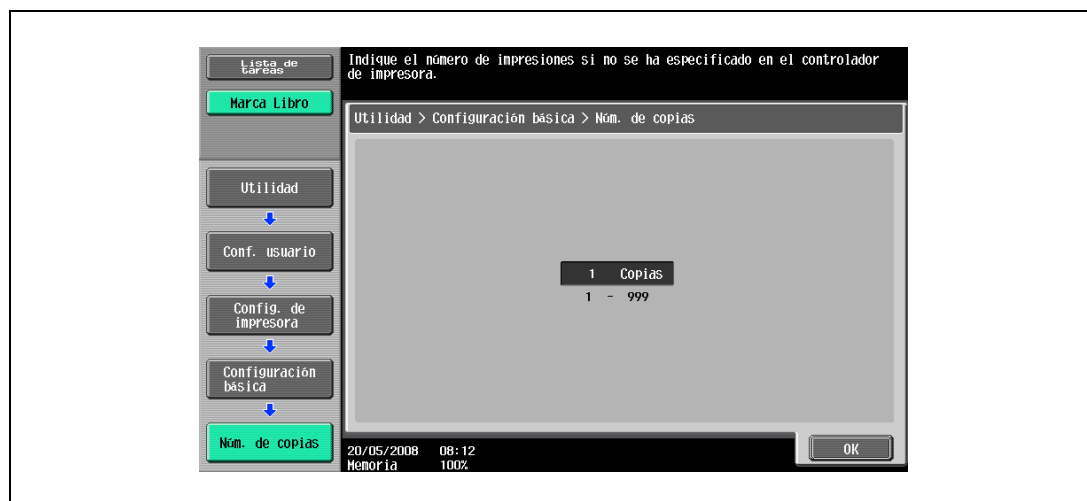 Lista de
tareas
Marca Libro
Utilidad
Conf. usuario
Config. de
impresora
Configuración
básica
Núm. de copias
Indique el número de impresiones si no se ha especificado en el controlador
de impresora.
Utilidad > Configuración básica > Núm. de copias
1 Copias
1 - 999
20/05/2008 08:12
Memoria 100%
OK